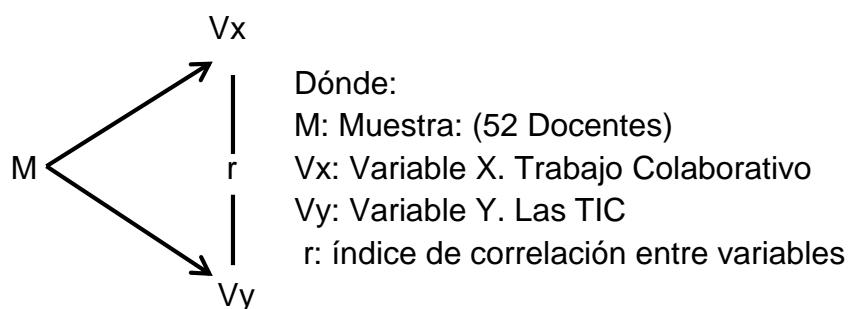 Vx
Dónde:
M: Muestra: (52 Docentes)
M
r
Vx: Variable X. Trabajo Colaborativo
Vy: Variable Y. Las TIC
r: índice de correlación entre variables
Vy